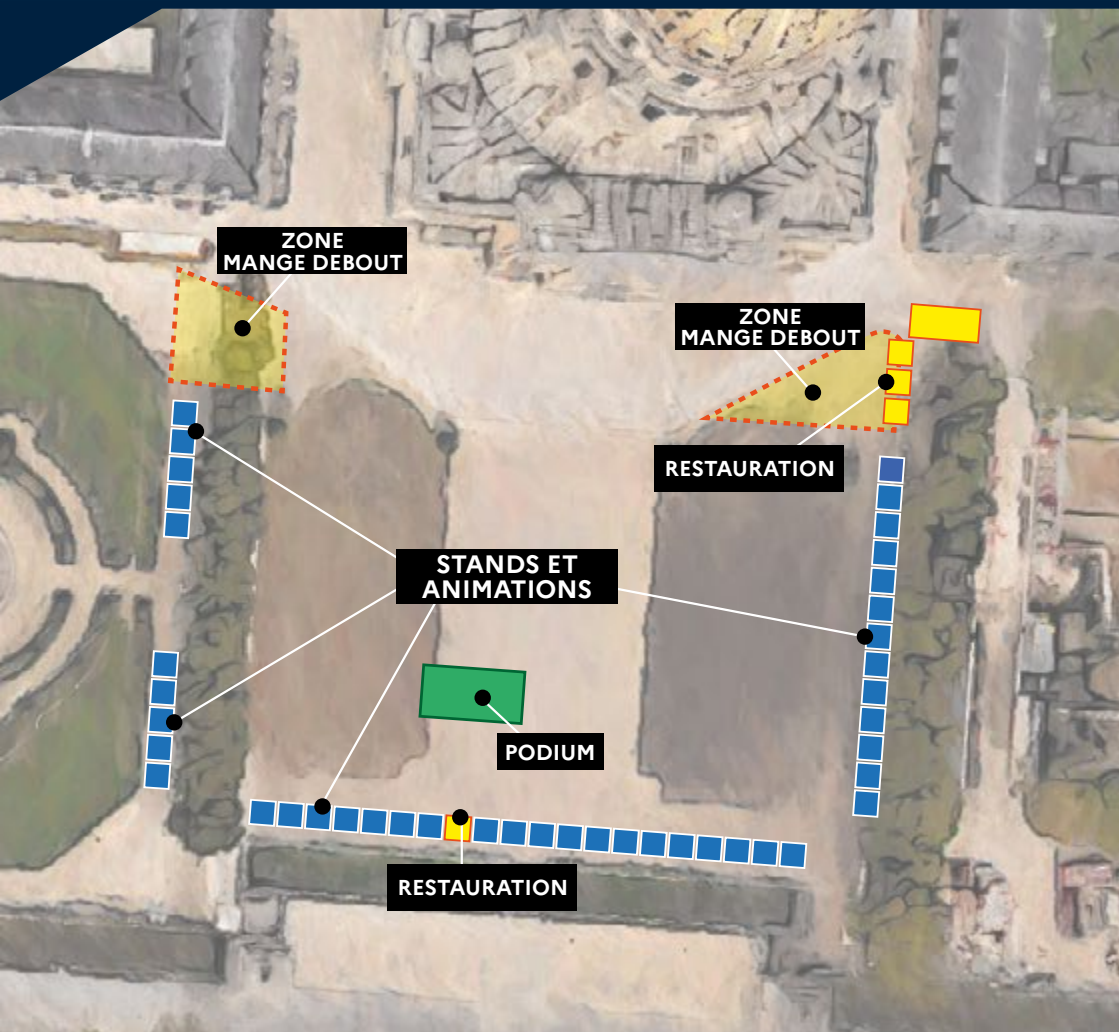 ZONE
MANGE DEBOUT
ZONE
MANGE DEBOUT
RESTAURATION
STANDS ET
ANIMATIONS
PODIUM
RESTAURATION